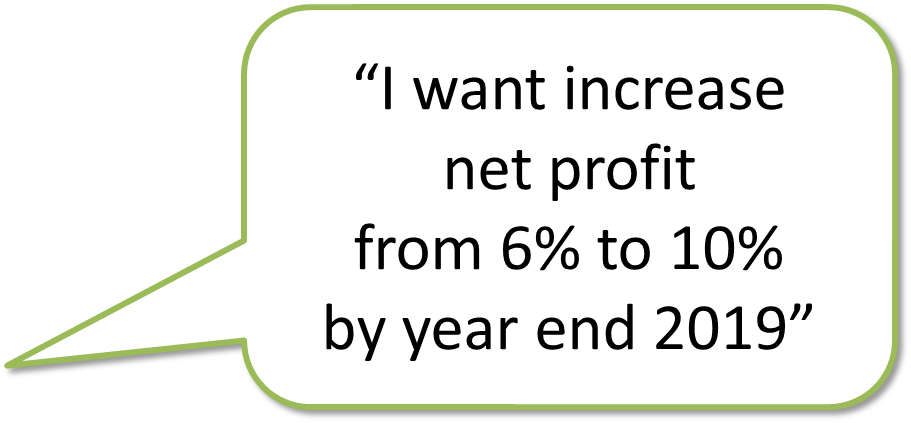 “I want increase
net profit
from 6% to 10%
by year end 2019”